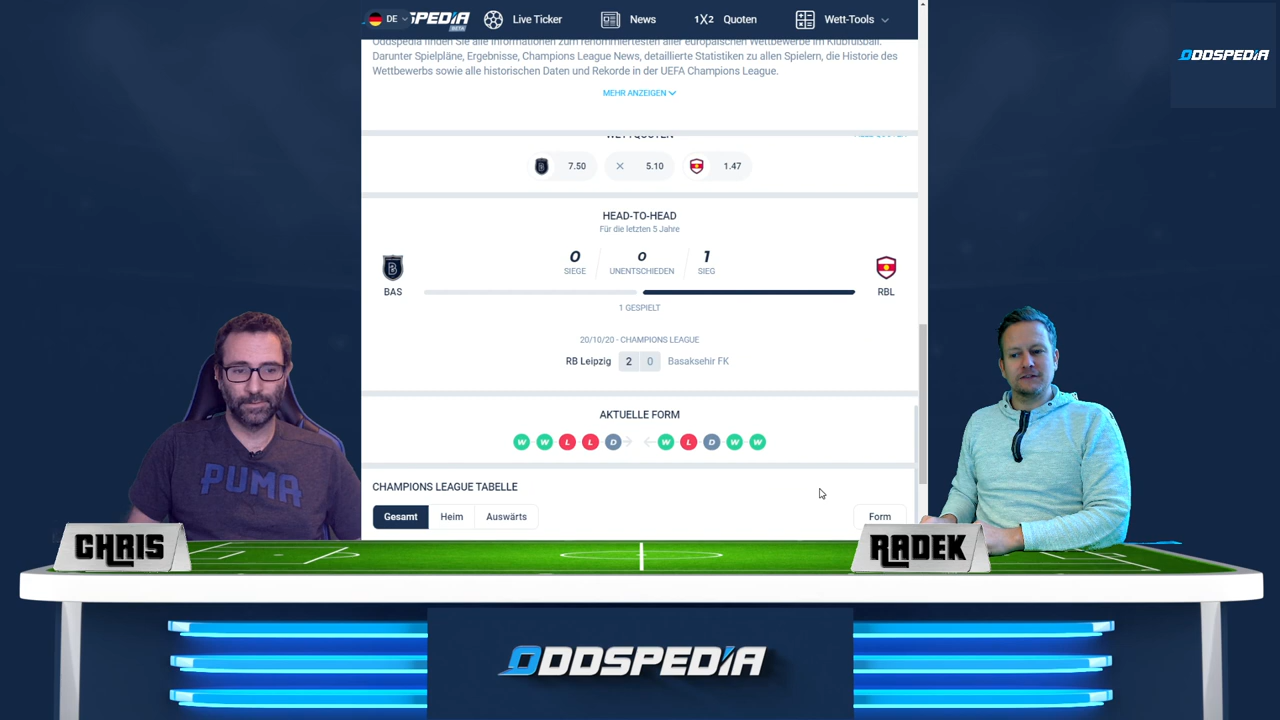 DE
PEDIA
BETA
Live Ticker
News
1X2 Quoten
Wett-Tools
ODDSPEDIA
Oddspedia finden Sie alle Informationen zum renommiertesten aller europäischen Wettbewerbe im Klubfußball.
Darunter Spielpläne, Ergebnisse, Champions League News, detaillierte Statistiken zu allen Spielern, die Historie des
Wettbewerbs sowie alle historischen Daten und Rekorde in der UEFA Champions League.
MEHR ANZEIGEN
WETTQUOTEN
ALLE QUOTEN
7.50
X 5.10
1.47
HEAD-TO-HEAD
Für die letzten 5 Jahre
0 0 1
SIEGE UNENTSCHIEDEN SIEG
BAS RBL
1 GESPIELT
20/10/20 - CHAMPIONS LEAGUE
RB Leipzig 2 0 Basaksehir FK
AKTUELLE FORM
W W L L D W L D W W
CHAMPIONS LEAGUE TABELLE
Gesamt Heim Auswärts Form
PUMA
CHRIS
RADEK
ODDSPEDIA